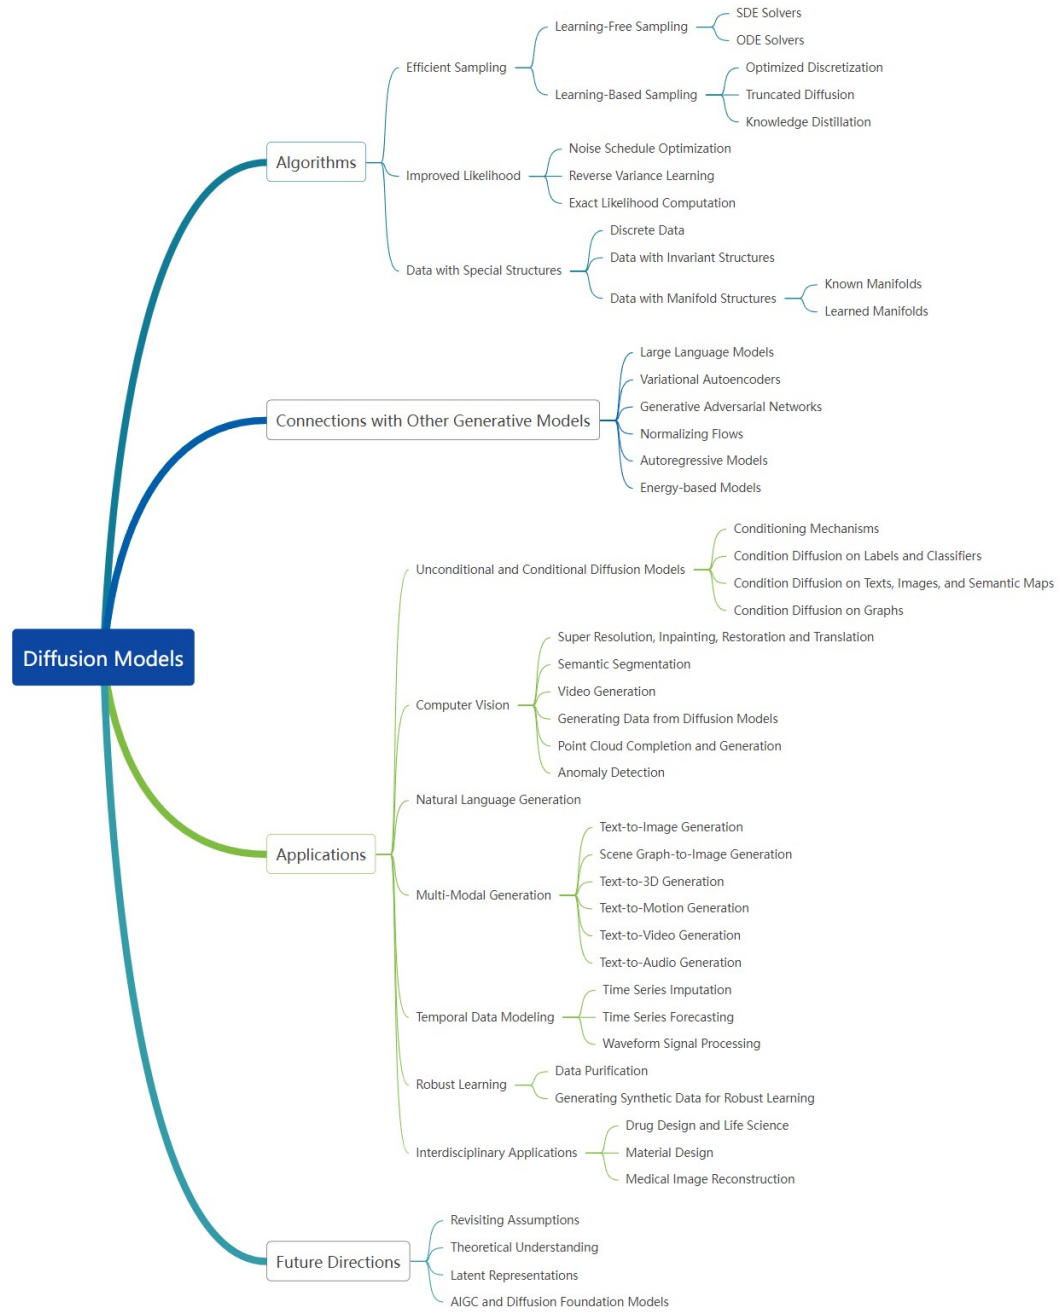 Diffusion Models
Algorithms
Efficient Sampling
Learning-Free Sampling
SDE Solvers
ODE Solvers
Learning-Based Sampling
Optimized Discretization
Truncated Diffusion
Knowledge Distillation
Improved Likelihood
Noise Schedule Optimization
Reverse Variance Learning
Exact Likelihood Computation
Data with Special Structures
Discrete Data
Data with Invariant Structures
Data with Manifold Structures
Known Manifolds
Learned Manifolds
Connections with Other Generative Models
Large Language Models
Variational Autoencoders
Generative Adversarial Networks
Normalizing Flows
Autoregressive Models
Energy-based Models
Applications
Unconditional and Conditional Diffusion Models
Conditioning Mechanisms
Condition Diffusion on Labels and Classifiers
Condition Diffusion on Texts, Images, and Semantic Maps
Condition Diffusion on Graphs
Computer Vision
Super Resolution, Inpainting, Restoration and Translation
Semantic Segmentation
Video Generation
Generating Data from Diffusion Models
Point Cloud Completion and Generation
Anomaly Detection
Natural Language Generation
Multi-Modal Generation
Text-to-Image Generation
Scene Graph-to-Image Generation
Text-to-3D Generation
Text-to-Motion Generation
Text-to-Video Generation
Text-to-Audio Generation
Temporal Data Modeling
Time Series Imputation
Time Series Forecasting
Waveform Signal Processing
Robust Learning
Data Purification
Generating Synthetic Data for Robust Learning
Interdisciplinary Applications
Drug Design and Life Science
Material Design
Medical Image Reconstruction
Future Directions
Revisiting Assumptions
Theoretical Understanding
Latent Representations
AIGC and Diffusion Foundation Models